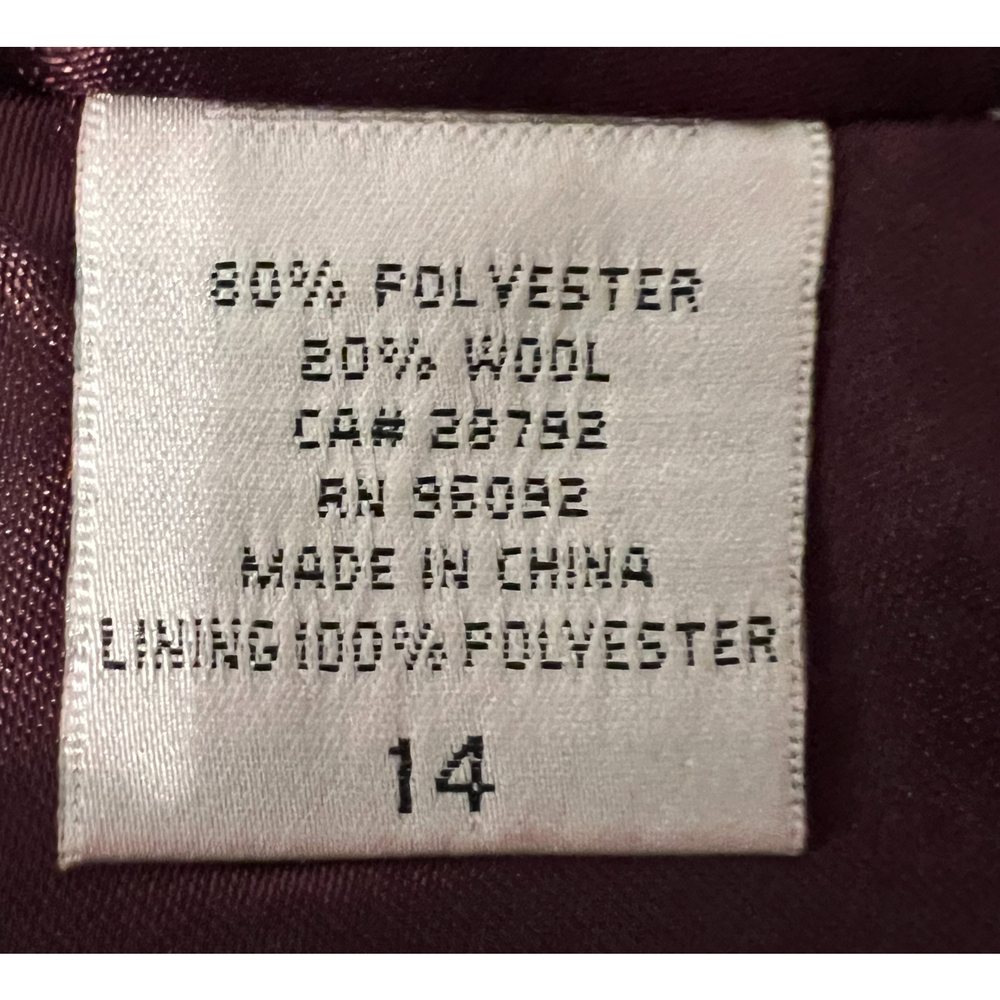 80% POLYESTER
20% WOOL
CA# 28792
RN 96092
MADE IN CHINA
LINING 100% POLYESTER
14